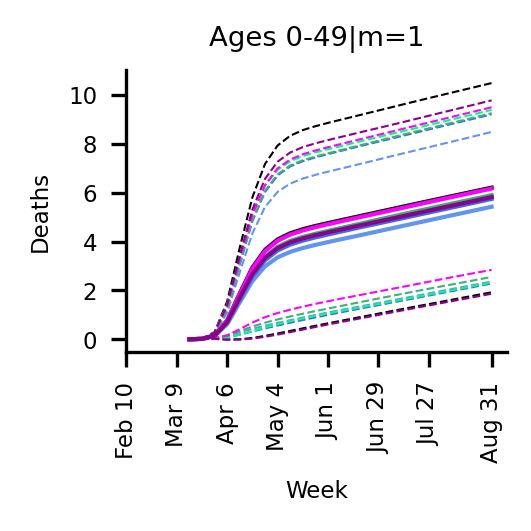 Ages 0-49|m=1
Deaths
10
8
6
4
2
0
Feb 10
Mar 9
Apr 6
May 4
Jun 1
Jun 29
Jul 27
Aug 31
Week